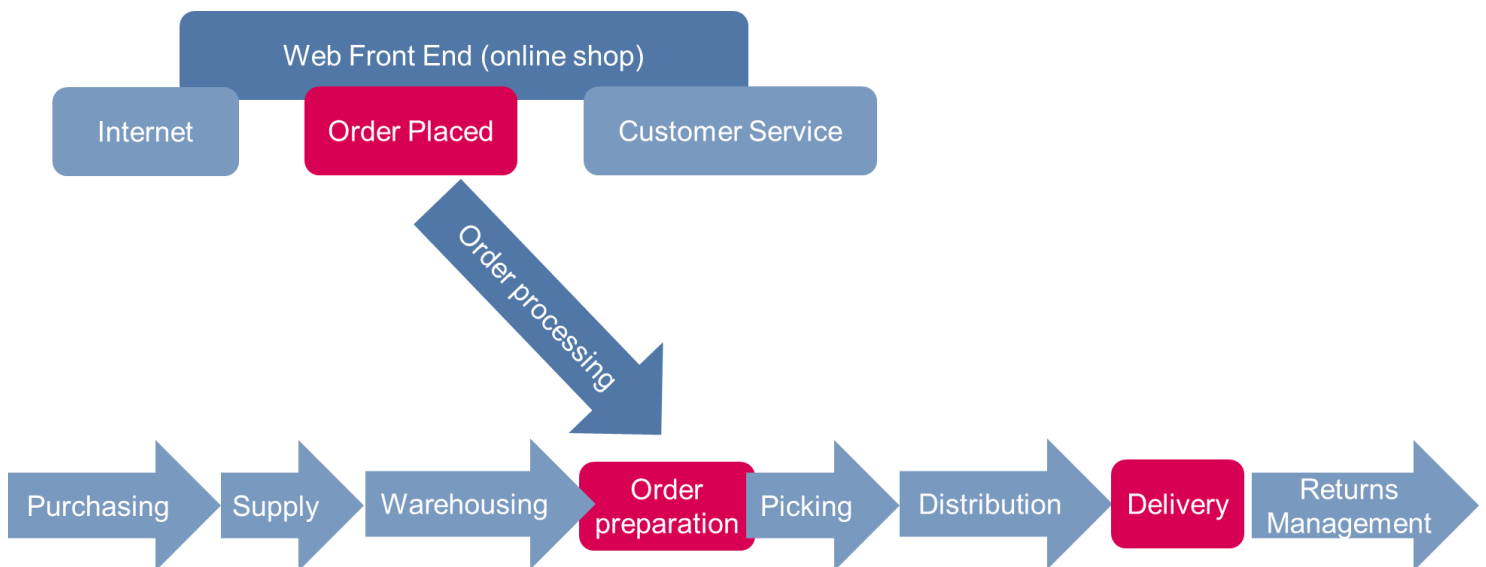 Web Front End (online shop)
Internet
Order Placed
Customer Service
Order processing
Purchasing
Supply
Warehousing
Order
preparation
Picking
Distribution
Delivery
Returns
Management